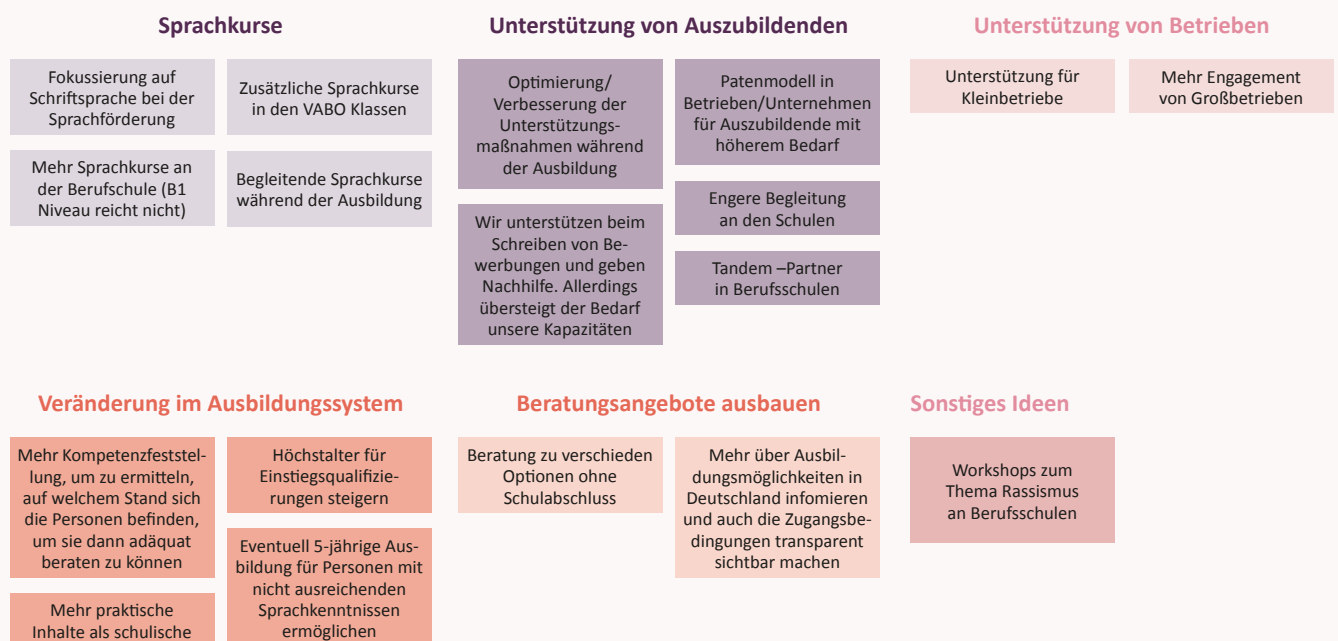 Sprachkurse
Fokussierung auf
Schriftsprache bei der
Sprachförderung
Zusätzliche Sprachkurse
in den VABO Klassen
Mehr Sprachkurse an
der Berufschule (B1
Niveau reicht nicht)
Begleitende Sprachkurse
während der Ausbildung
Unterstützung von Auszubildenden
Optimierung/
Verbesserung der
Unterstützungs-
maßnahmen während
der Ausbildung
Patenmodell in
Betrieben/Unternehmen
für Auszubildende mit
höherem Bedarf
Wir unterstützen beim
Schreiben von Be-
werbungen und geben
Nachhilfe. Allerdings
übersteigt der Bedarf
unsere Kapazitäten
Engere Begleitung
an den Schulen
Tandem –Partner
in Berufsschulen
Unterstützung von Betrieben
Unterstützung für
Kleinbetriebe
Mehr Engagement
von Großbetrieben
Veränderung im Ausbildungssystem
Mehr Kompetenzfeststel-
lung, um zu ermitteln,
auf welchem Stand sich
die Personen befinden,
um sie dann adäquat
beraten zu können
Höchstalter für
Einstiegsqualifizie-
rungen steigern
Mehr praktische
Inhalte als schulische
Eventuell 5-jährige Aus-
bildung für Personen mit
nicht ausreichenden
Sprachkenntnissen
ermöglichen
Beratungsangebote ausbauen
Beratung zu verschieden
Optionen ohne
Schulabschluss
Mehr über Ausbil-
dungsmöglichkeiten in
Deutschland infomieren
und auch die Zugangsbe-
dingungen transparent
sichtbar machen
Sonstiges Ideen
Workshops zum
Thema Rassismus
an Berufsschulen